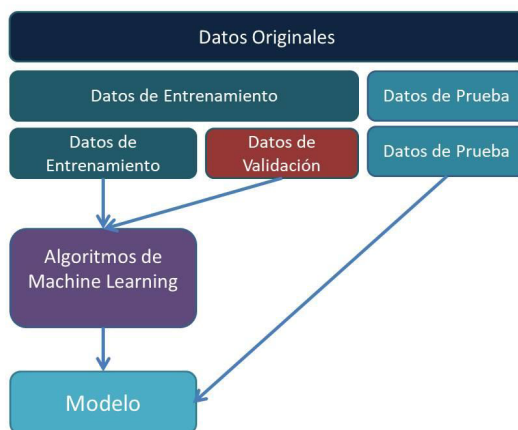 Datos Originales
Datos de Entrenamiento
Datos de Prueba
Datos de
Entrenamiento
Datos de
Validación
Datos de Prueba
Algoritmos de
Machine Learning
Modelo